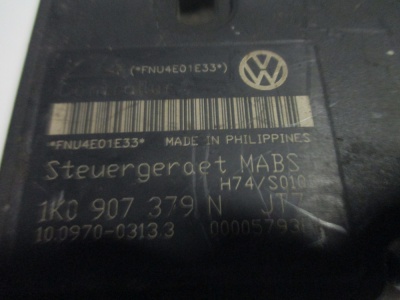 (*FNU4E01E33*)
*FNU4E01E33* MADE IN PHILIPPINES
Steuergeraet MABS
H74/S010
1K0 907 379 N
10.0970-0313.3